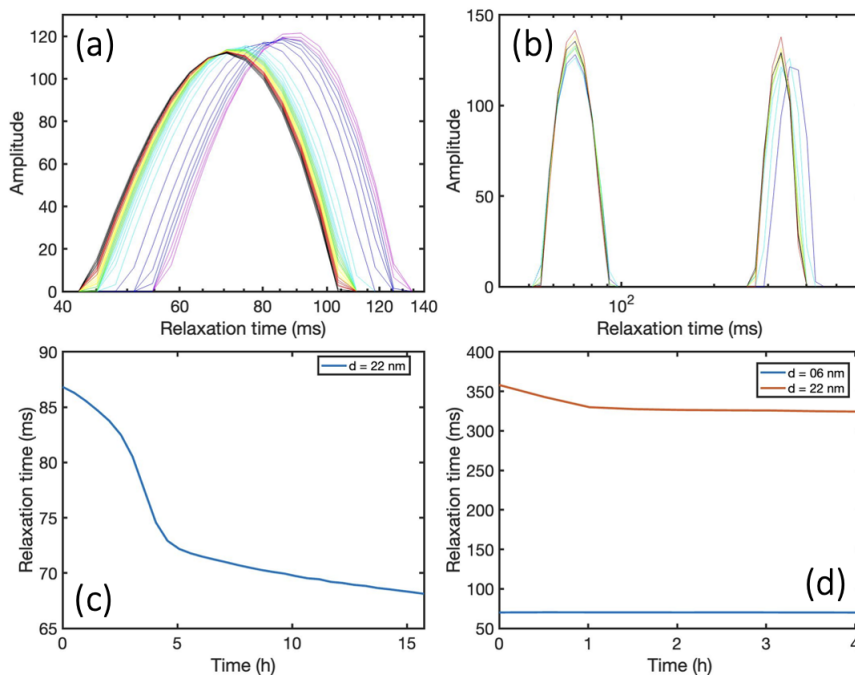 (a)
120
100
80
60
40
20
0
Amplitude
40
60
80
100
120
140
Relaxation time (ms)
(b)
150
100
50
0
Amplitude
10²
Relaxation time (ms)
90
85
80
75
70
65
Relaxation time (ms)
d = 22 nm
(c)
0
5
10
15
Time (h)
400
350
300
250
200
150
100
50
Relaxation time (ms)
d = 06 nm
d = 22 nm
(d)
0
1
2
3
4
Time (h)